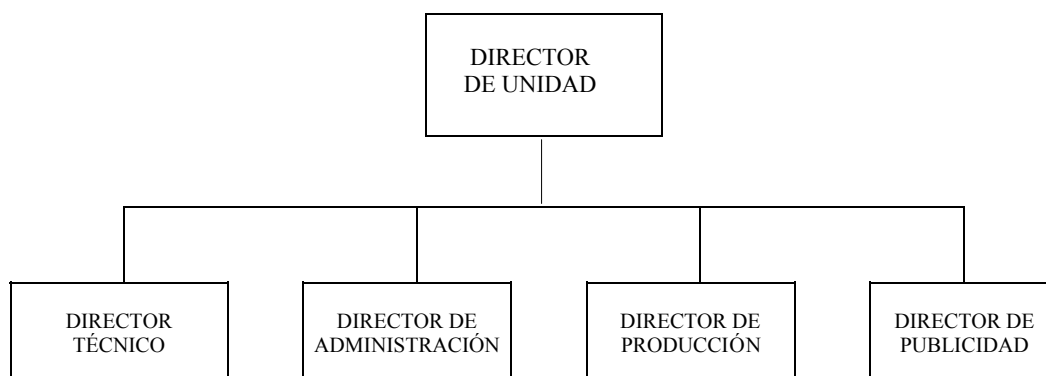 DIRECTOR
DE UNIDAD
DIRECTOR
TÉCNICO
DIRECTOR DE
ADMINISTRACIÓN
DIRECTOR DE
PRODUCCIÓN
DIRECTOR DE
PUBLICIDAD